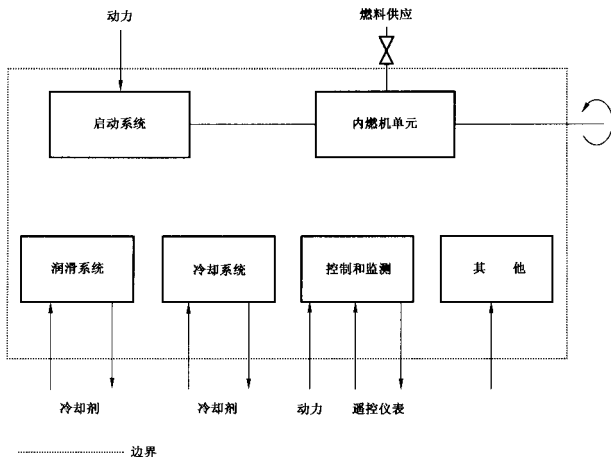 动力
燃料供应
启动系统
内燃机单元
润滑系统
冷却系统
控制和监测
其 他
冷却剂
冷却剂
动力
遥控仪表
边界